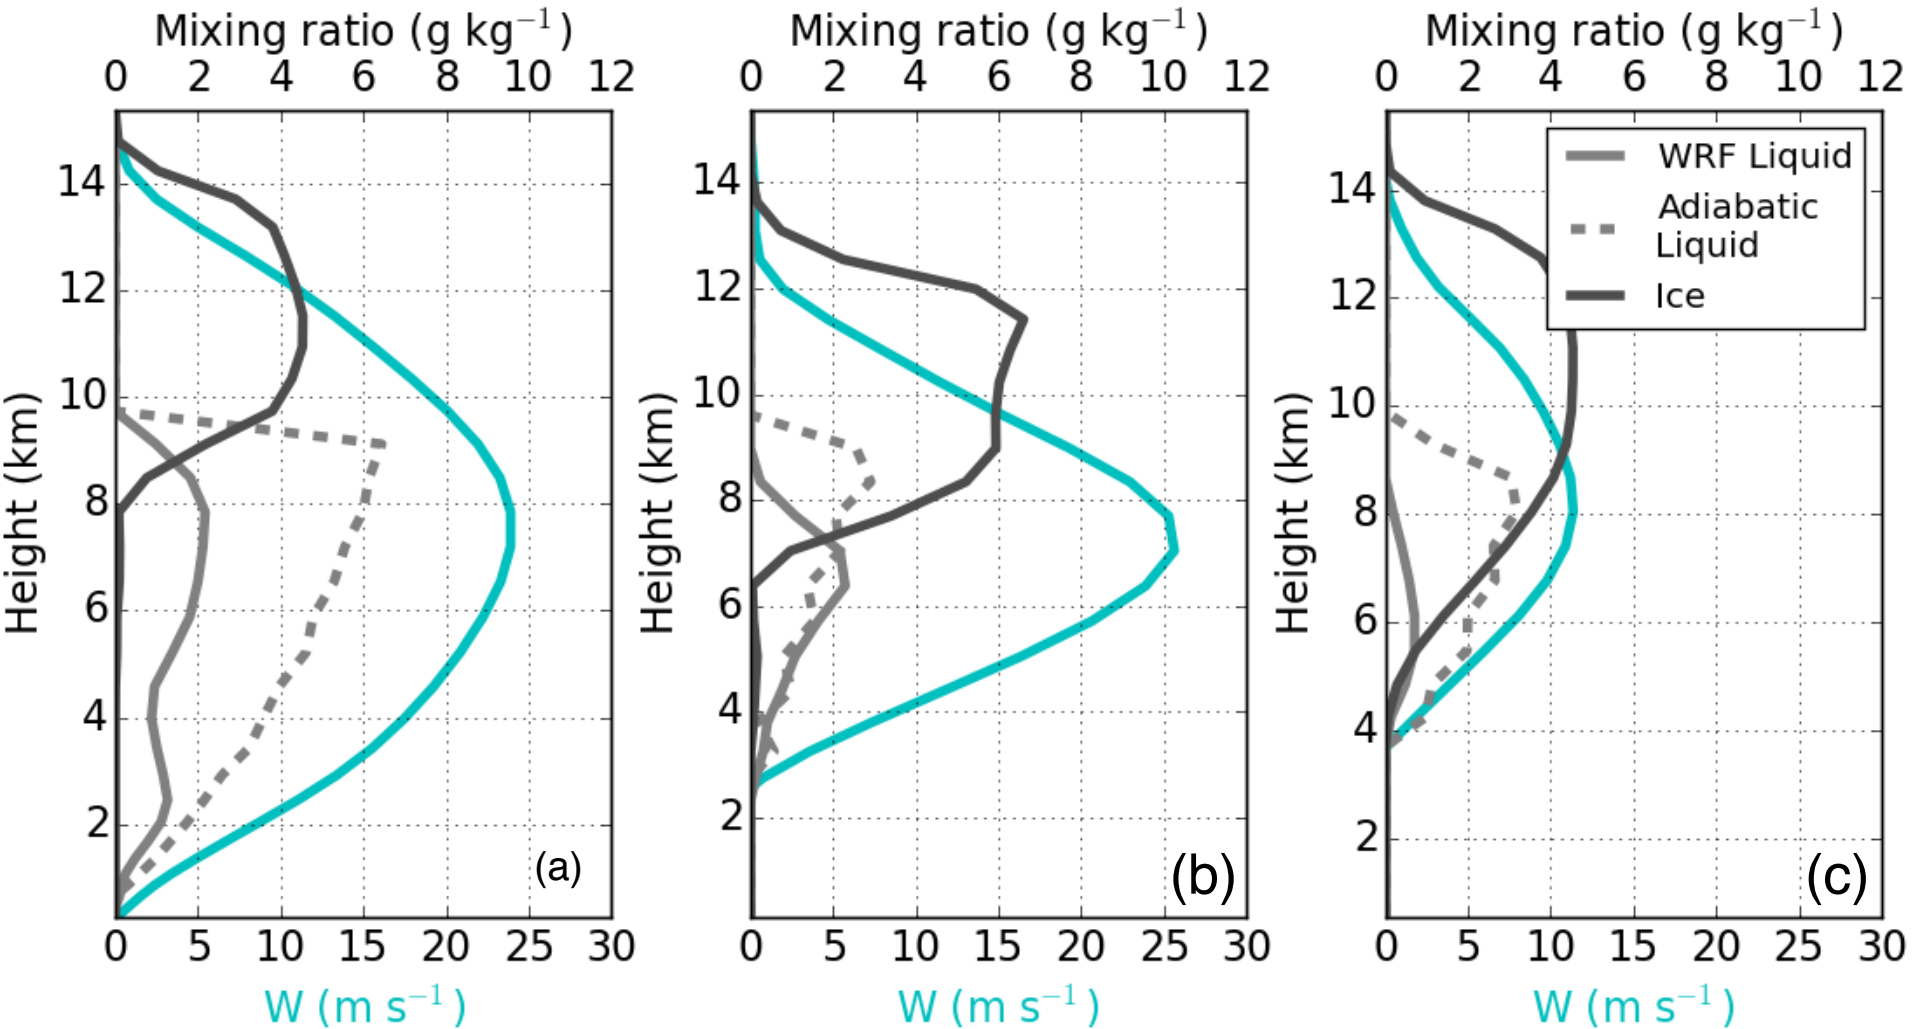 Mixing ratio (g kg⁻¹)
0 2 4 6 8 10 12
14
12
10
8
6
4
2
Height (km)
(a)
0 5 10 15 20 25 30
W (m s⁻¹)
Mixing ratio (g kg⁻¹)
0 2 4 6 8 10 12
14
12
10
8
6
4
2
Height (km)
(b)
0 5 10 15 20 25 30
W (m s⁻¹)
Mixing ratio (g kg⁻¹)
0 2 4 6 8 10 12
14
12
10
8
6
4
2
Height (km)
WRF Liquid
Adiabatic
Liquid
Ice
(c)
0 5 10 15 20 25 30
W (m s⁻¹)